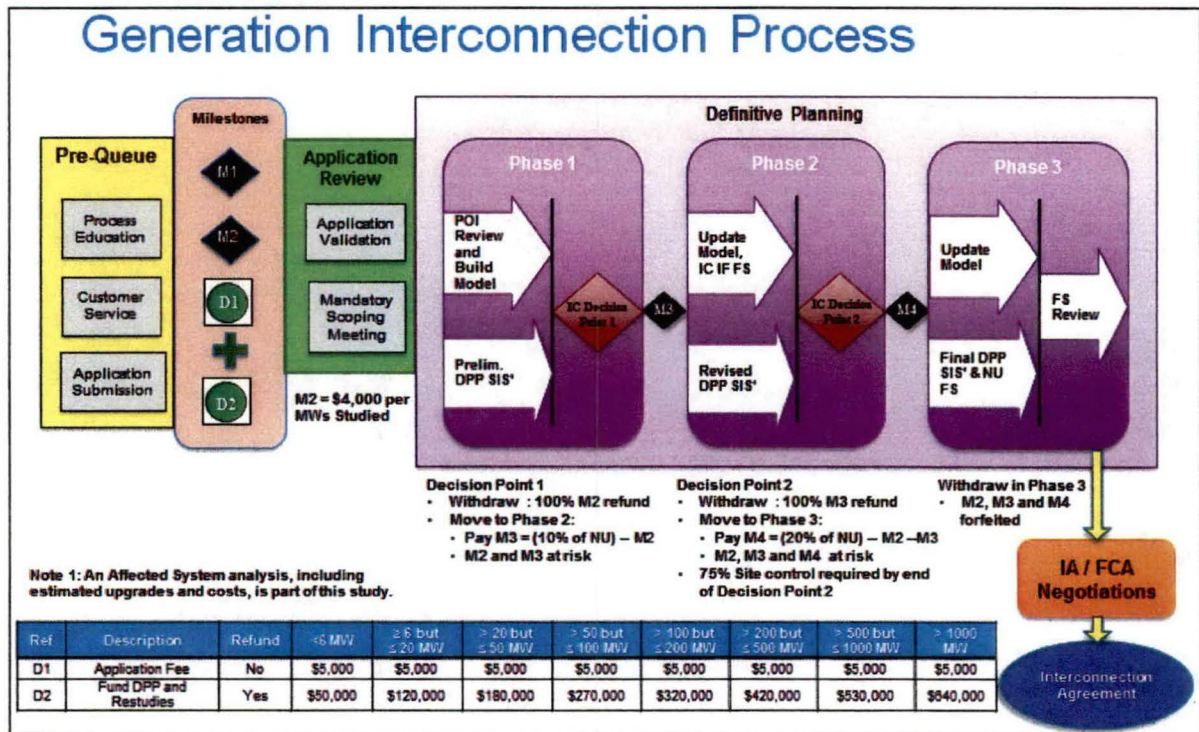 Generation Interconnection Process
Milestones
M1
M2
D1
D2
Pre-Queue
Process
Education
Customer
Service
Application
Submission
Application
Review
Application
Validation
Mandatory
Scoping
Meeting
M2 = $4,000 per
MWs Studied
Definitive Planning
Phase 1
POI
Review
and
Build
Model
Prelim.
DPP SIS¹
IC Decision
Point 1
M3
Phase 2
Update
Model,
IC IF FS
Revised
DPP SIS¹
IC Decision
Point 2
M4
Phase 3
Update
Model
Final DPP
SIS¹ & NU
FS
FS
Review
Decision Point 1
· Withdraw : 100% M2 refund
· Move to Phase 2:
· Pay M3 = (10% of NU) – M2
· M2 and M3 at risk
Decision Point 2
· Withdraw : 100% M3 refund
· Move to Phase 3:
· Pay M4 = (20% of NU) – M2 –M3
· M2, M3 and M4 at risk
· 75% Site control required by end
of Decision Point 2
Withdraw in Phase 3
· M2, M3 and M4
forfeited
IA / FCA
Negotiations
Interconnection
Agreement
Note 1: An Affected System analysis, including
estimated upgrades and costs, is part of this study.
Ref Description Refund <6 MW ≥ 6 but ≤ 20 MW > 20 but ≤ 50 MW > 50 but ≤ 100 MW > 100 but ≤ 200 MW > 200 but ≤ 500 MW > 500 but ≤ 1000 MW > 1000 MW
D1 Application Fee No $5,000 $5,000 $5,000 $5,000 $5,000 $5,000 $5,000 $5,000
D2 Fund DPP and Restudies Yes $50,000 $120,000 $180,000 $270,000 $320,000 $420,000 $530,000 $640,000